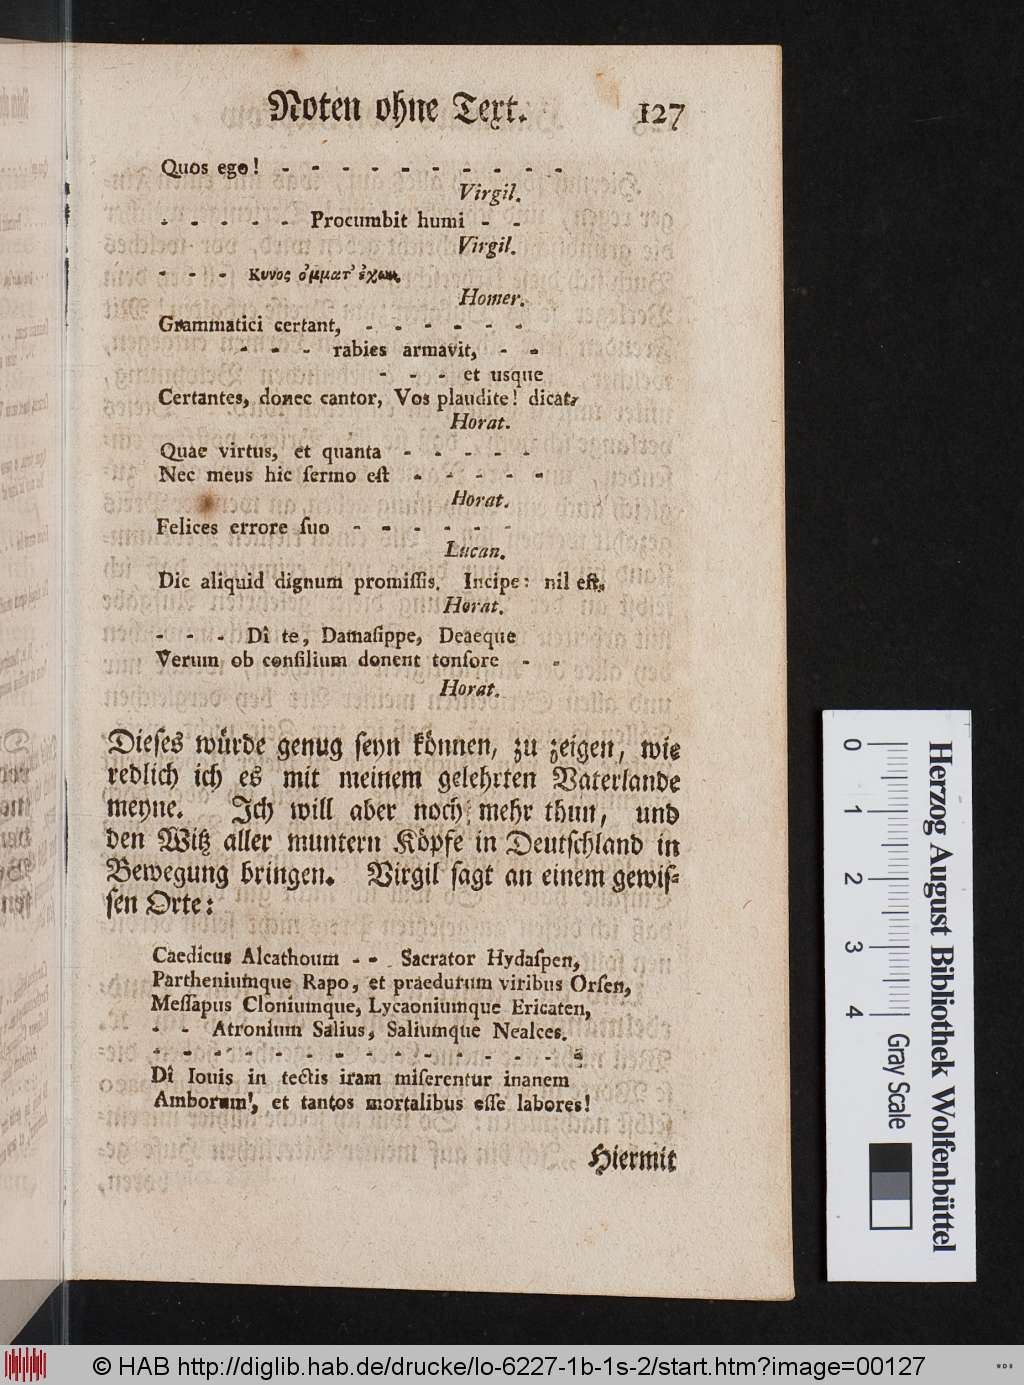 Noten ohne Text. 127
Quos ego! - - - - - - - - - -
Virgil.
- - - - - Procumbit humi - -
Virgil.
- - - Κυνος ὀμματ' ἐχων,
Homer.
Grammatici certant, - - - - - -
- - - rabies armavit, - -
- - - et usque
Certantes, donec cantor, Vos plaudite! dicat,
Horat.
Quae virtus, et quanta - - - - -
Nec meus hic ſermo eſt - - - - -
Horat.
Felices errore ſuo - - - - - -
Lucan.
Dic aliquid dignum promiſſis. Incipe: nil eſt.
Horat.
- - - Dî te, Damaſippe, Deaeque
Verum ob conſilium donent tonſore - -
Horat.
Dieſes würde genug ſeyn können, zu zeigen, wie
redlich ich es mit meinem gelehrten Vaterlande
meyne. Ich will aber noch mehr thun, und
den Witz aller muntern Köpfe in Deutſchland in
Bewegung bringen. Virgil ſagt an einem gewiſ-
ſen Orte:
Caedicus Alcathoum - - Sacrator Hydaſpen,
Partheniumque Rapo, et praedurum viribus Orſen,
Meſſapus Cloniumque, Lycaoniumque Ericaten,
- - Atronium Salius, Saliumque Nealces.
- - - - - - - - - - - - - - -
Dî Iouis in tectis iram miſerentur inanem
Amborum, et tantos mortalibus eſſe labores!
Hiermit
0 1 2 3 4
Gray Scale
Herzog August Bibliothek Wolfenbüttel
© HAB http://diglib.hab.de/drucke/lo-6227-1b-1s-2/start.htm?image=00127